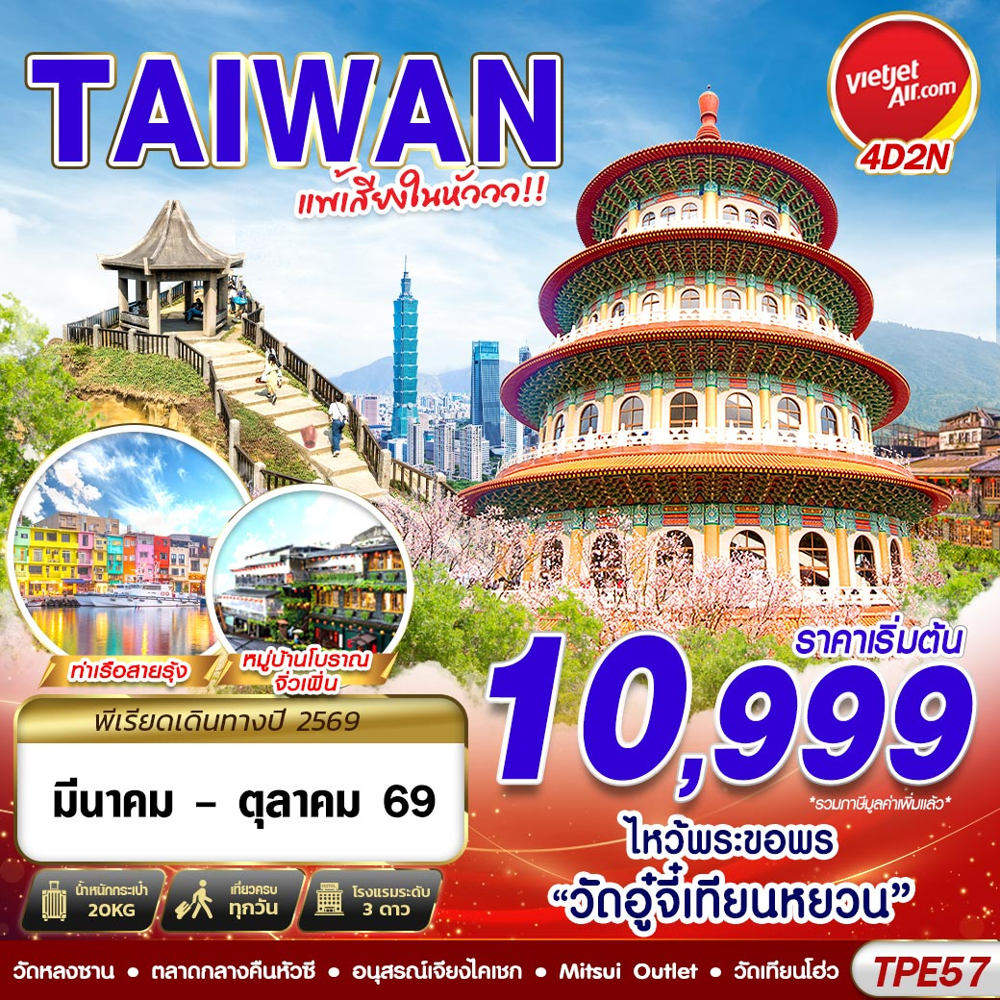 TAIWAN
แพ้เสียงในหัววว!!
vietjet
Air.com
4D2N
ท่าเรือสายรุ้ง
หมู่บ้านโบราณ
จิ่วเฟิ่น
พีเรียดเดินทางปี 2569
มีนาคม - ตุลาคม 69
ราคาเริ่มต้น
10,999
*รวมภาษีมูลค่าเพิ่มแล้ว*
ไหว้พระขอพร
“วัดอู๋จี๋เทียนหยวน”
น้ำหนักกระเป๋า
20KG
เที่ยวครบ
ทุกวัน
HOTEL
โรงแรมระดับ
3 ดาว
วัดหลงซาน • ตลาดกลางคืนหัวซี • อนุสรณ์เจียงไคเชก • Mitsui Outlet • วัดเทียนโฮ่ว
TPE57